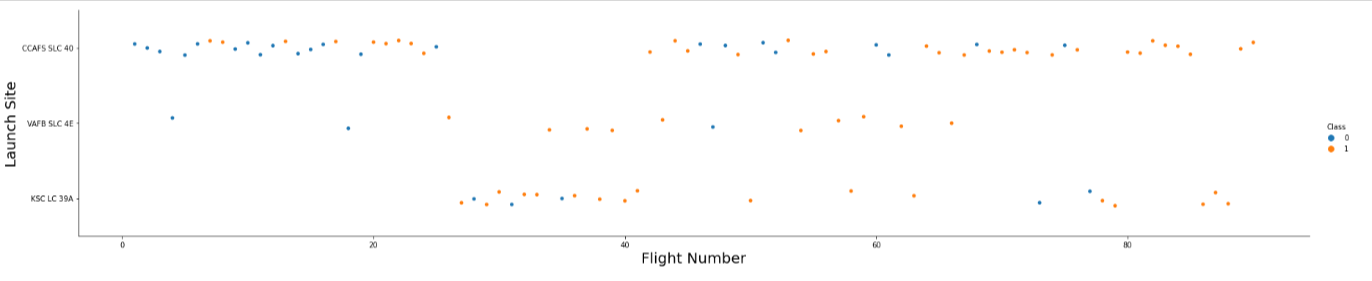 CCAFS SLC 40
VAFB SLC 4E
KSC LC 39A
Launch Site
0 20 40 60 80
Flight Number
Class
0
1